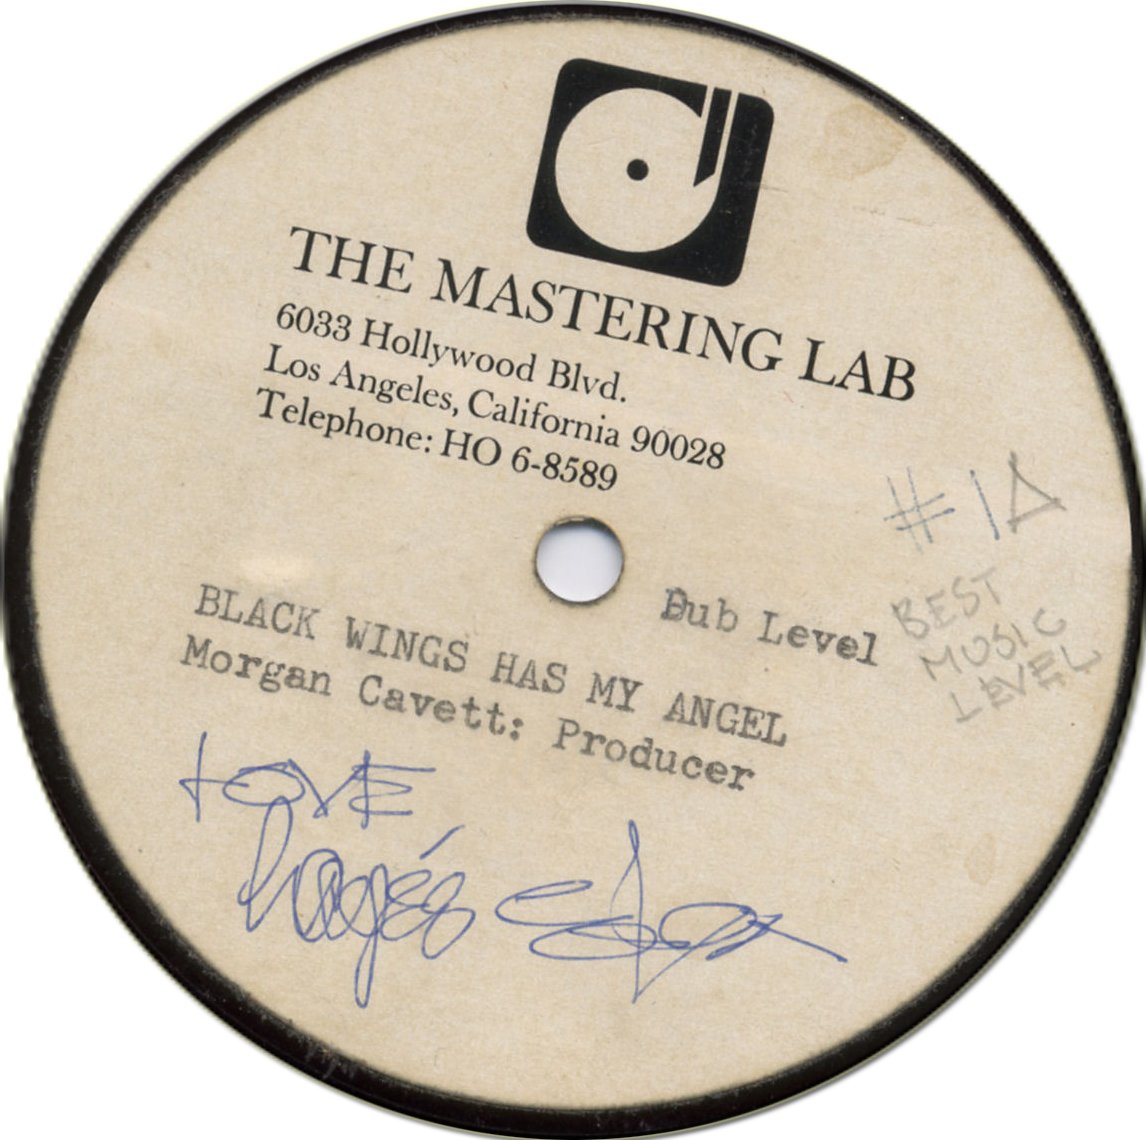 THE MASTERING LAB
6033 Hollywood Blvd.
Los Angeles, California 90028
Telephone: HO 6-8589
#1Δ
BEST
MUSIC
LEVEL
Dub Level
BLACK WINGS HAS MY ANGEL
Morgan Cavett: Producer
LOVE